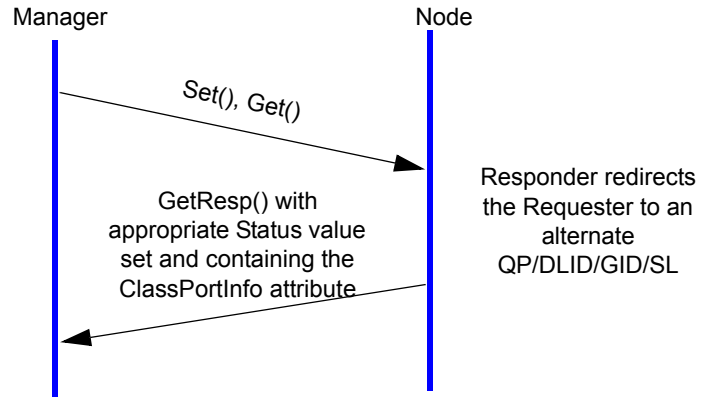 Manager
Node
Set(), Get()
GetResp() with
appropriate Status value
set and containing the
ClassPortInfo attribute
Responder redirects
the Requester to an
alternate
QP/DLID/GID/SL